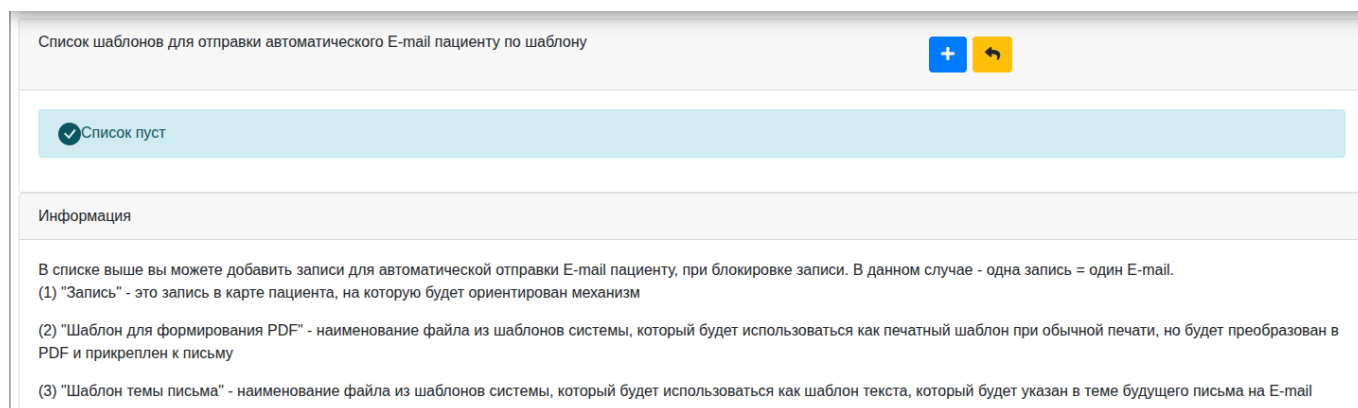 Список шаблонов для отправки автоматического E-mail пациенту по шаблону
Список пуст
Информация
В списке выше вы можете добавить записи для автоматической отправки E-mail пациенту, при блокировке записи. В данном случае - одна запись = один E-mail.
(1) "Запись" - это запись в карте пациента, на которую будет ориентирован механизм
(2) "Шаблон для формирования PDF" - наименование файла из шаблонов системы, который будет использоваться как печатный шаблон при обычной печати, но будет преобразован в
PDF и прикреплен к письму
(3) "Шаблон темы письма" - наименование файла из шаблонов системы, который будет использоваться как шаблон текста, который будет указан в теме будущего письма на E-mail